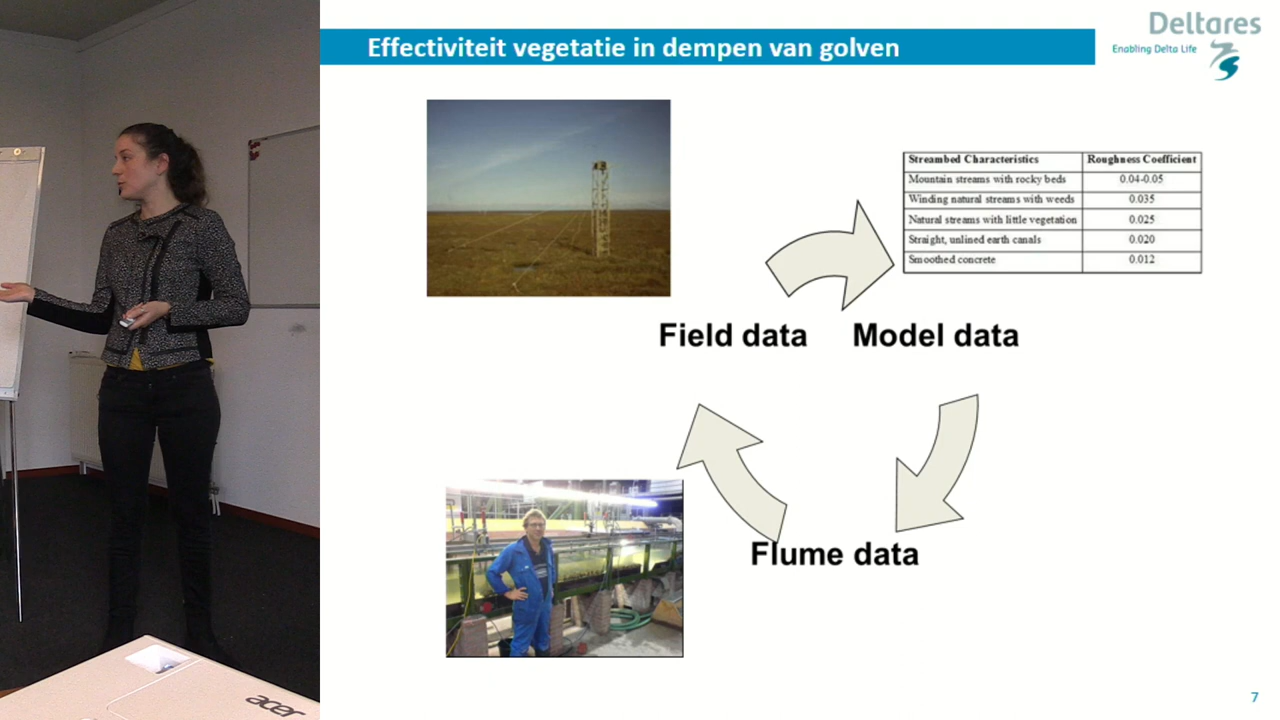 Deltares
Effectiviteit vegetatie in dempen van golven
Enabling Delta Life
Streambed Characteristics Roughness Coefficient
Mountain streams with rocky beds 0.04-0.05
Winding natural streams with weeds 0.035
Natural streams with little vegetation 0.025
Straight, unlined earth canals 0.020
Smoothed concrete 0.012
Field data Model data
Flume data
acer
7